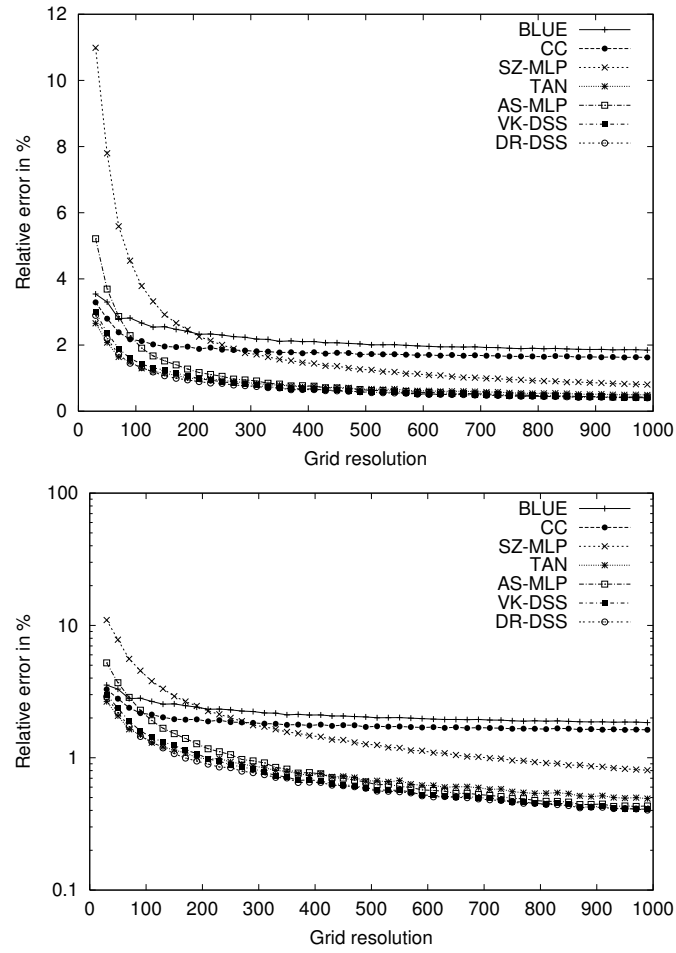 12
10
8
6
4
2
0
Relative error in %
BLUE
CC
SZ-MLP
TAN
AS-MLP
VK-DSS
DR-DSS
0 100 200 300 400 500 600 700 800 900 1000
Grid resolution
100
10
1
0.1
Relative error in %
BLUE
CC
SZ-MLP
TAN
AS-MLP
VK-DSS
DR-DSS
0 100 200 300 400 500 600 700 800 900 1000
Grid resolution